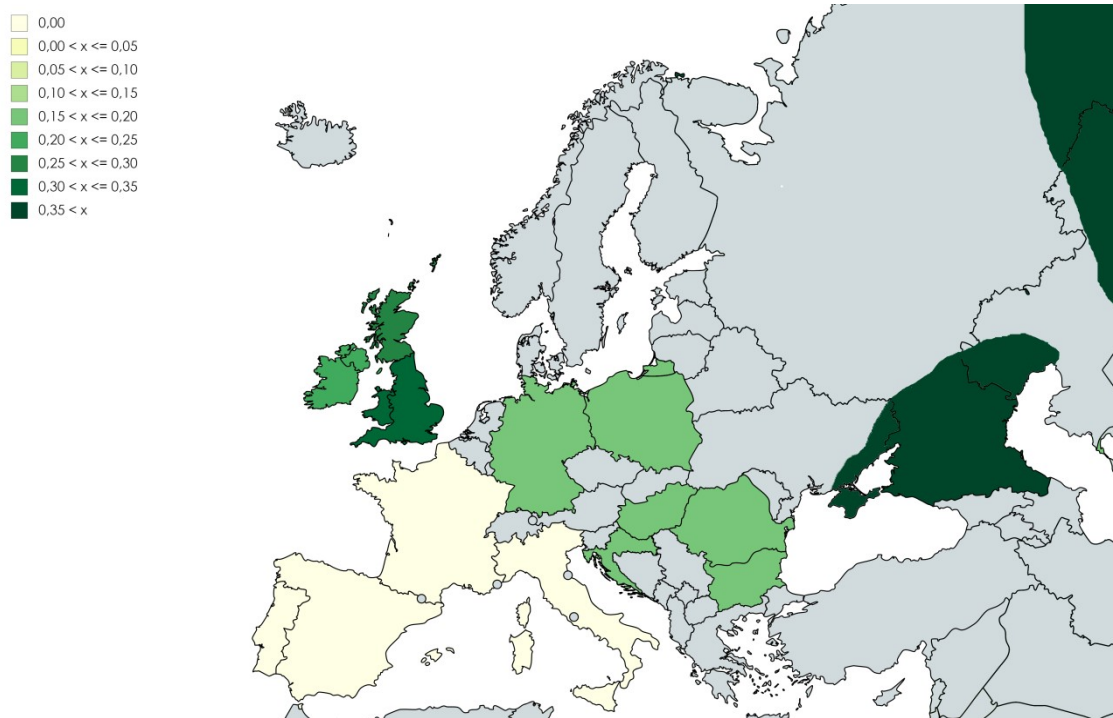 0,00
0,00 < x <= 0,05
0,05 < x <= 0,10
0,10 < x <= 0,15
0,15 < x <= 0,20
0,20 < x <= 0,25
0,25 < x <= 0,30
0,30 < x <= 0,35
0,35 < x